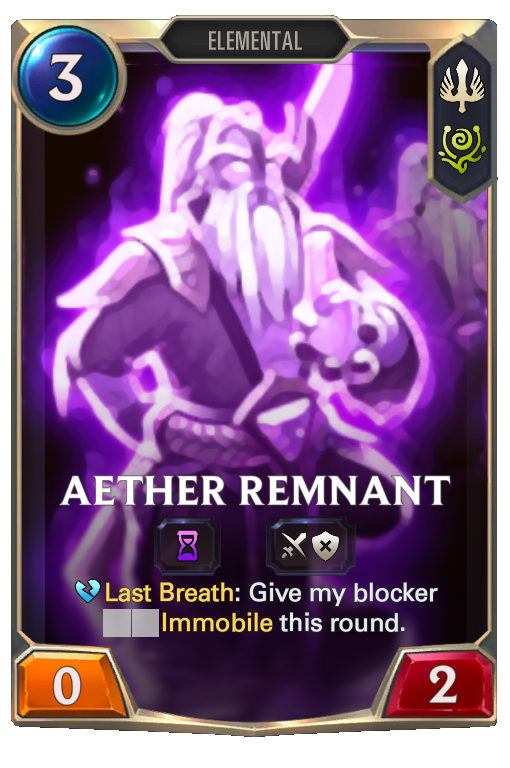 3
ELEMENTAL
AETHER REMNANT
Last Breath: Give my blocker
Immobile this round.
0
2